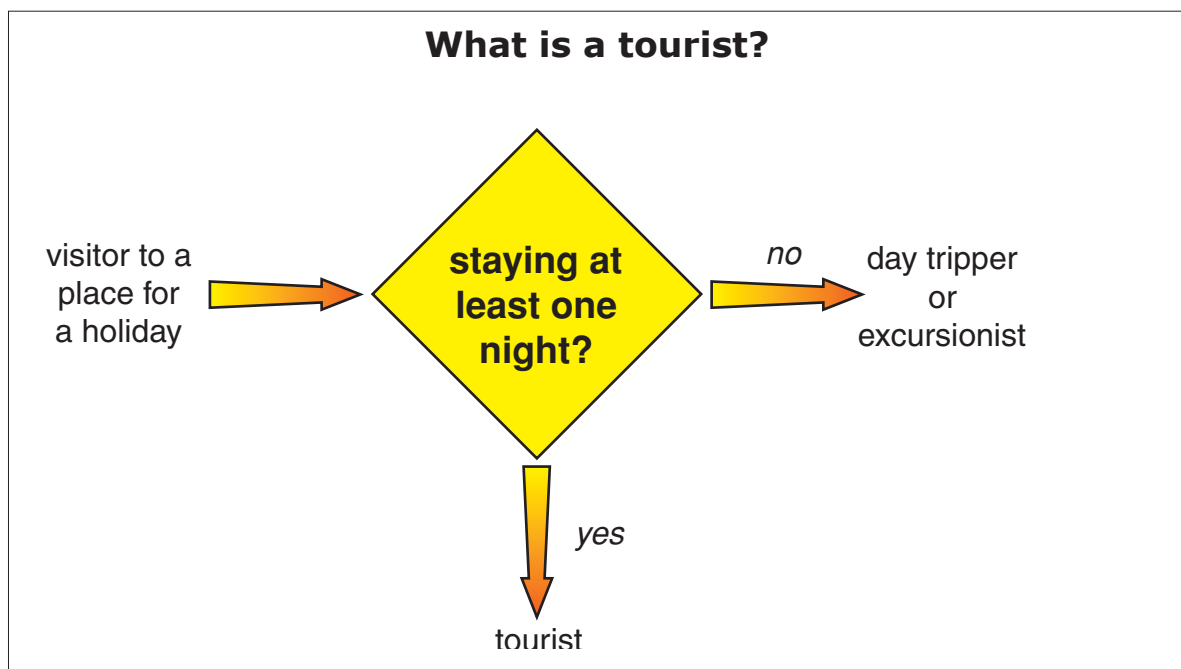 What is a tourist?
visitor to a
place for
a holiday
staying at
least one
night?
no
day tripper
or
excursionist
yes
tourist